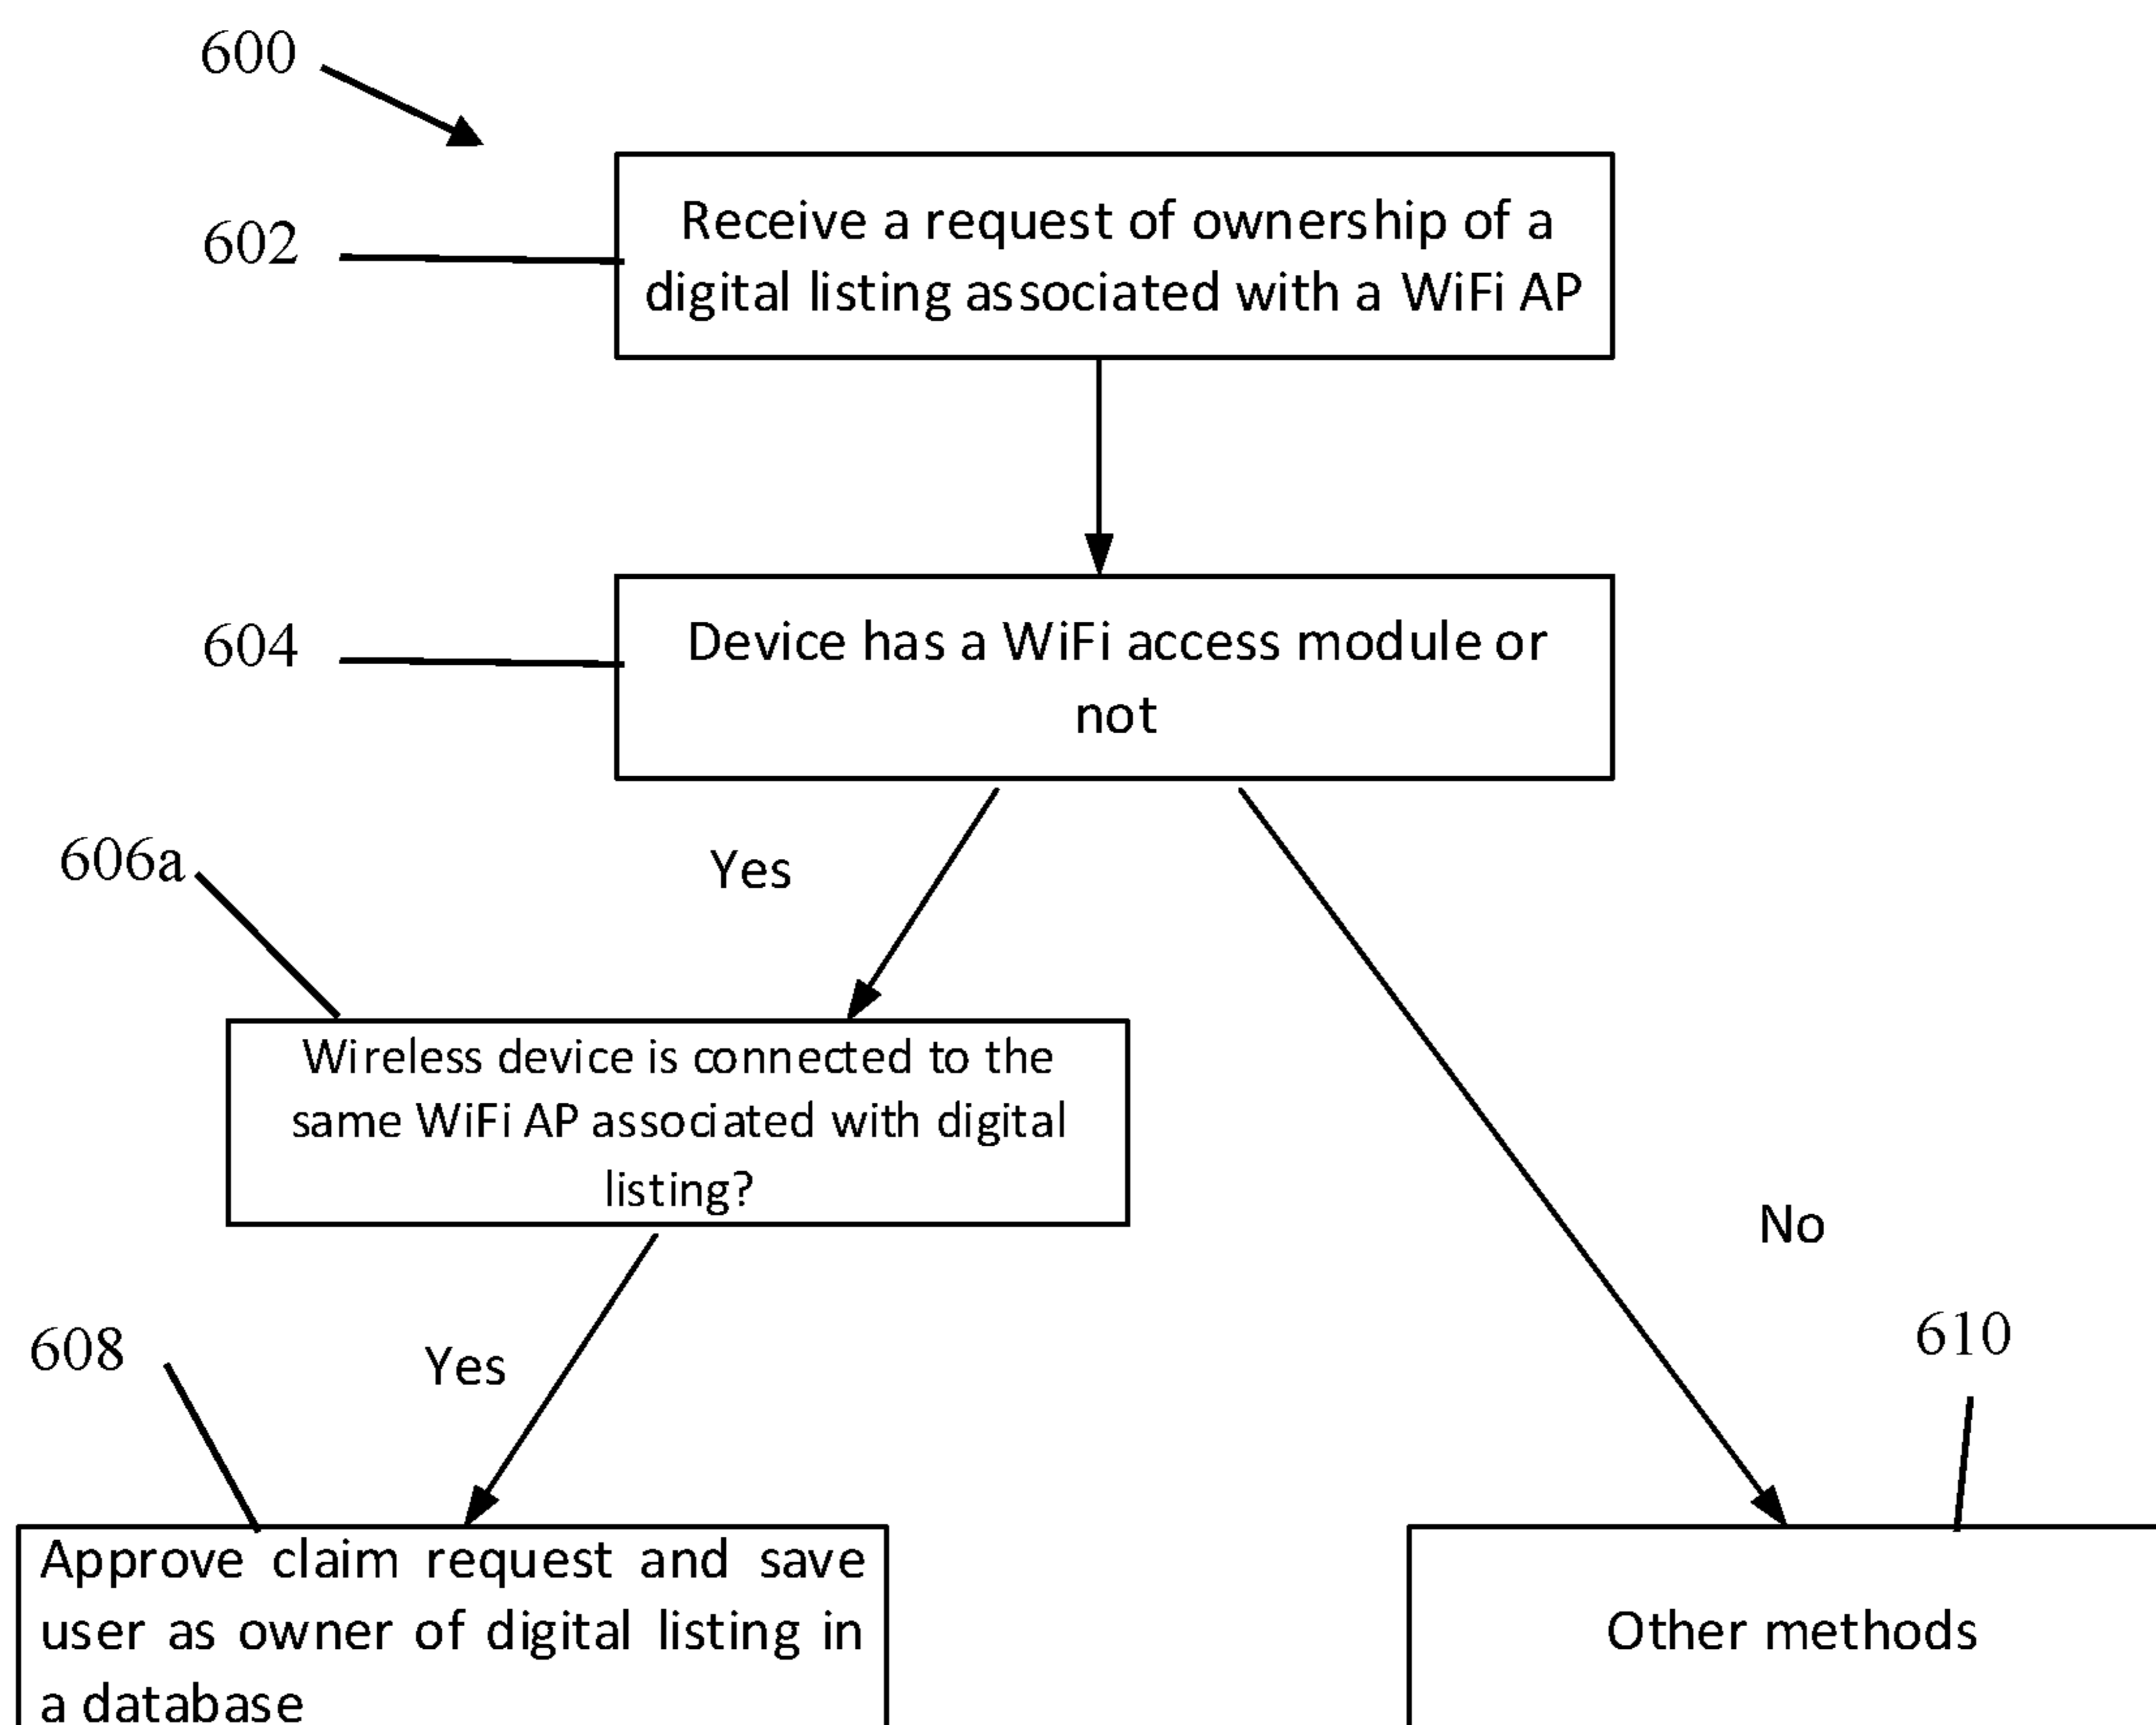 600
602
Receive a request of ownership of a
digital listing associated with a WiFi AP
604
Device has a WiFi access module or
not
606a
Yes
Wireless device is connected to the
same WiFi AP associated with digital
listing?
No
608
Yes
610
Approve claim request and save
user as owner of digital listing in
a database
Other methods